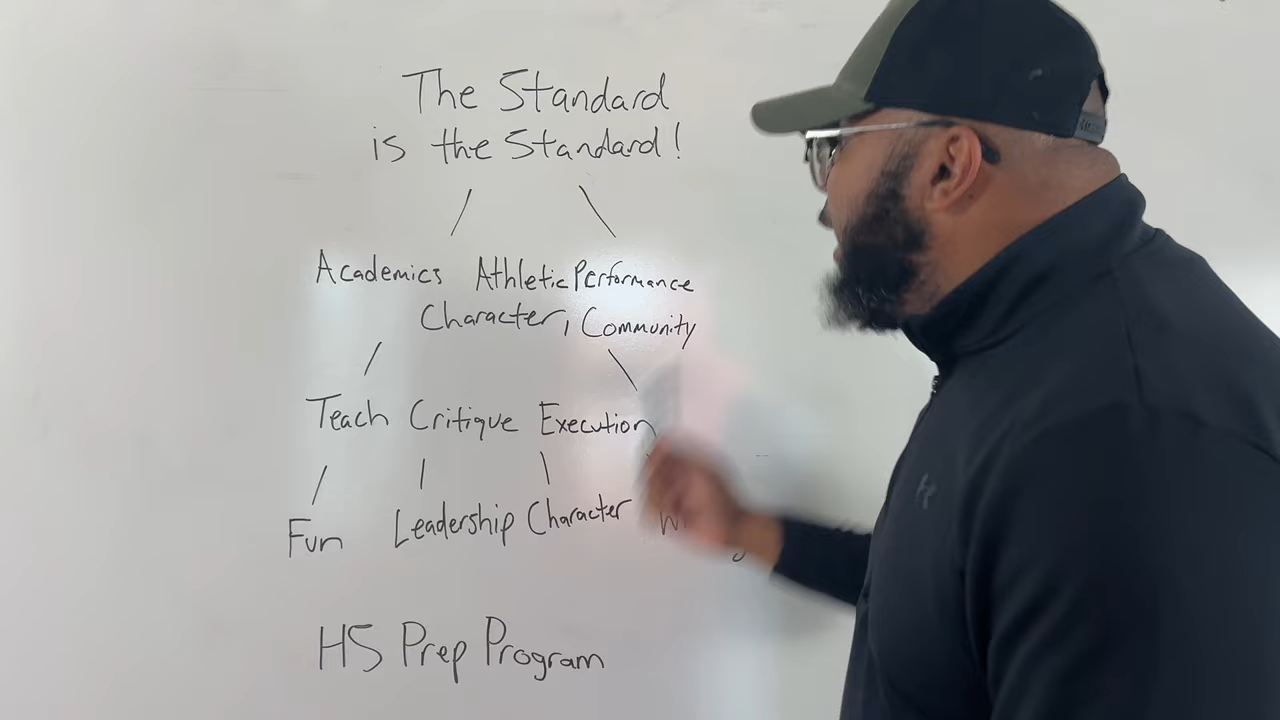 The Standard
is the Standard!
Academics Athletic Performance
Character, Community
Teach Critique Execution
Fun Leadership Character
HS Prep Program